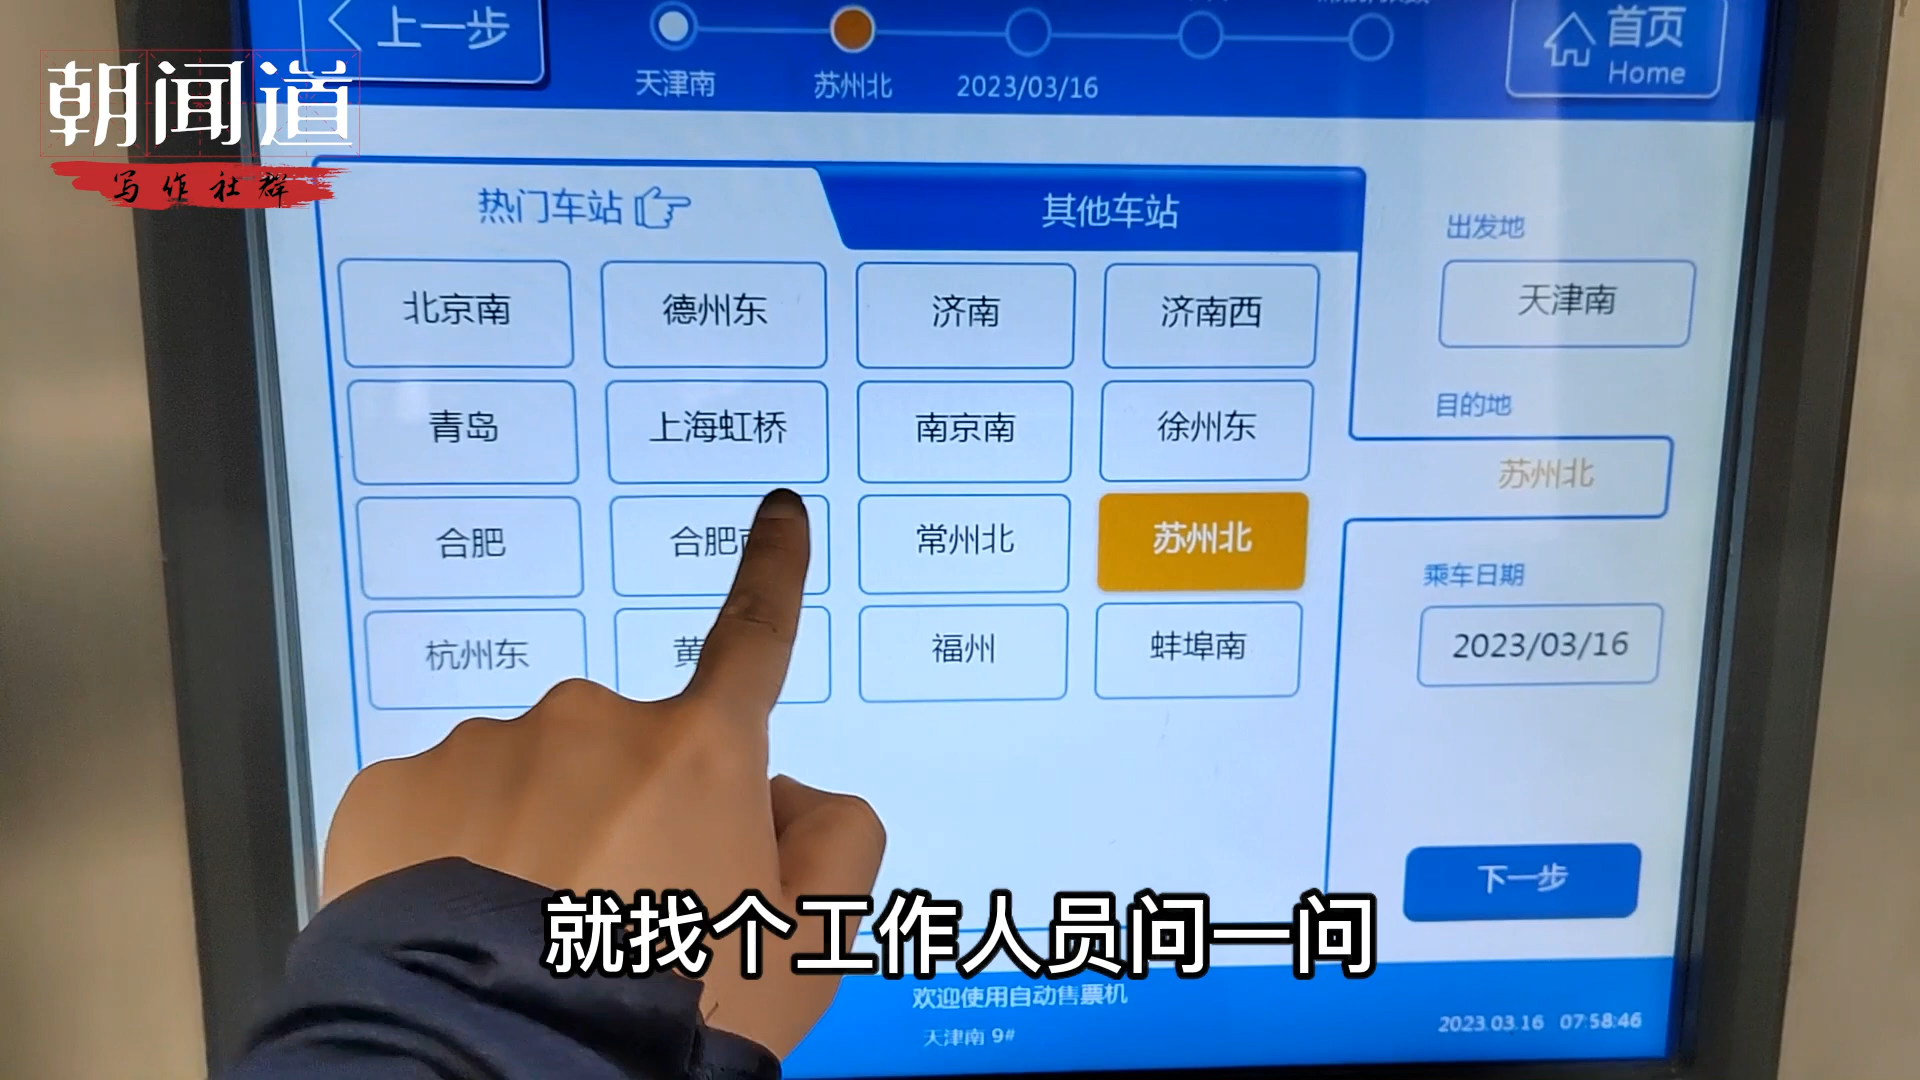 上一步
首页
Home
天津南
苏州北
2023/03/16
朝闻道
写作社群
热门车站
其他车站
出发地
天津南
北京南
德州东
济南
济南西
目的地
苏州北
青岛
上海虹桥
南京南
徐州东
合肥
合肥
常州北
苏州北
乘车日期
2023/03/16
杭州东
黄
福州
蚌埠南
下一步
就找个工作人员问一问
欢迎使用自动售票机
天津南 9#
2023.03.16 07:58:46